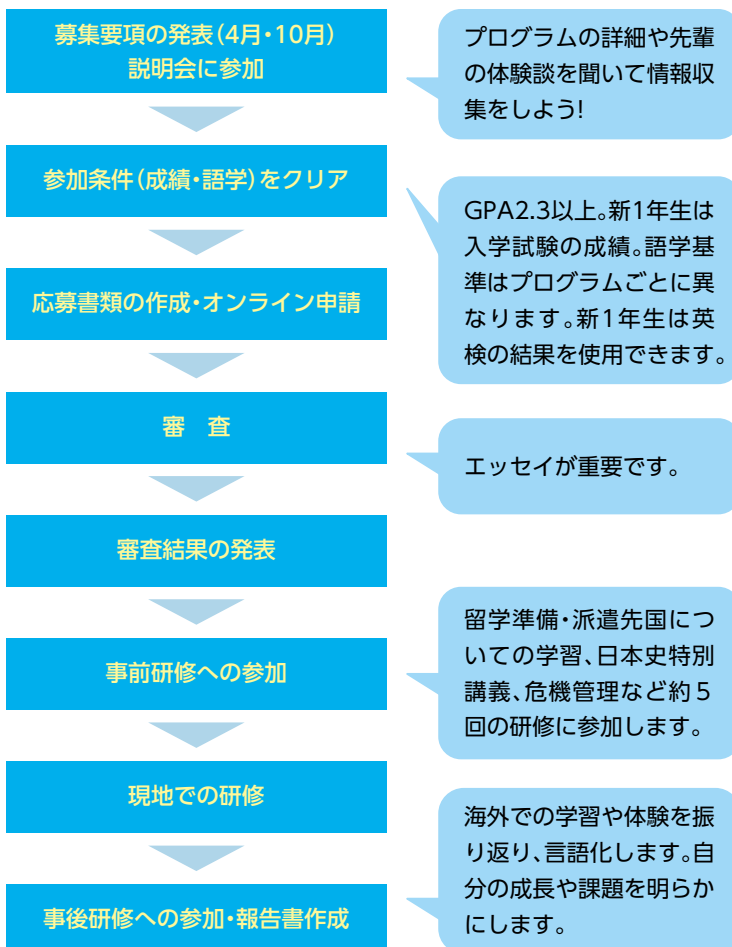 募集要項の発表(4月・10月)
説明会に参加
プログラムの詳細や先輩
の体験談を聞いて情報収
集をしよう!
参加条件(成績・語学)をクリア
GPA2.3以上。新1年生は
入学試験の成績。語学基
準はプログラムごとに異
なります。新1年生は英
検の結果を使用できます。
応募書類の作成・オンライン申請
審　査
エッセイが重要です。
審査結果の発表
事前研修への参加
留学準備・派遣先国につ
いての学習、日本史特別
講義、危機管理など約5
回の研修に参加します。
現地での研修
事後研修への参加・報告書作成
海外での学習や体験を振
り返り、言語化します。自
分の成長や課題を明らか
にします。